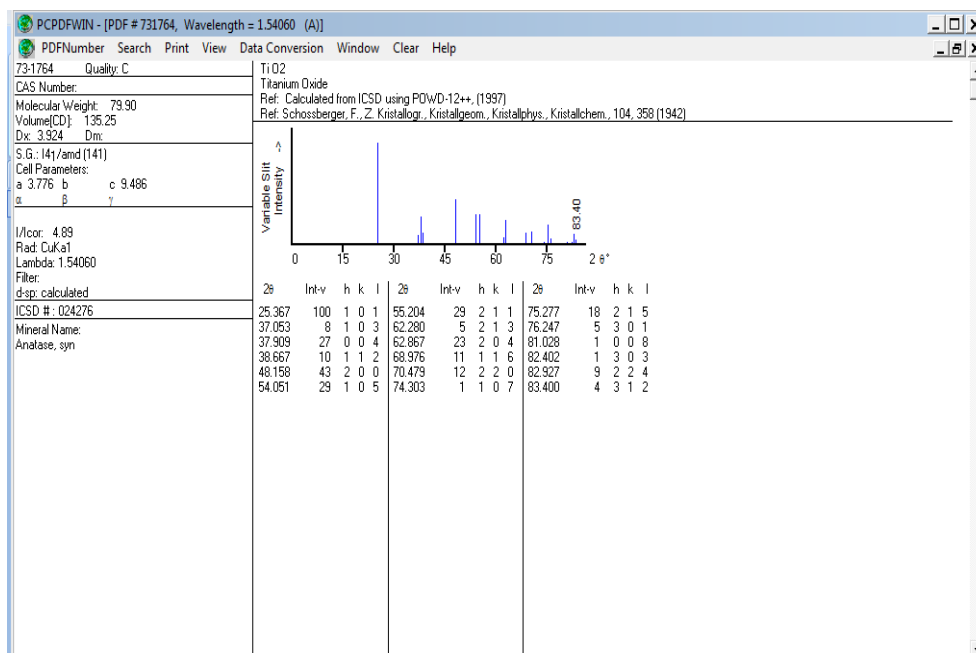 PCPDFWIN - [PDF # 731764, Wavelength = 1.54060 (A)]
PDFNumber Search Print View Data Conversion Window Clear Help
73-1764 Quality: C
CAS Number:
Molecular Weight: 79.90
Volume[CD]: 135.25
Dx: 3.924 Dm:
S.G.: I41/amd (141)
Cell Parameters:
a 3.776 b c 9.486
α β γ
I/Icor: 4.89
Rad: CuKa1
Lambda: 1.54060
Filter:
d-sp: calculated
ICSD # : 024276
Mineral Name:
Anatase, syn
Ti O2
Titanium Oxide
Ref: Calculated from ICSD using POWD-12++, (1997)
Ref: Schossberger, F., Z. Kristallogr., Kristallgeom., Kristallphys., Kristallchem., 104, 358 (1942)
Variable Slit
Intensity ->
83.40
0 15 30 45 60 75 2 θ°
2θ Int-v h k l 2θ Int-v h k l 2θ Int-v h k l
25.367 100 1 0 1 55.204 29 2 1 1 75.277 18 2 1 5
37.053 8 1 0 3 62.280 5 2 1 3 76.247 5 3 0 1
37.909 27 0 0 4 62.867 23 2 0 4 81.028 1 0 0 8
38.667 10 1 1 2 68.976 11 1 1 6 82.402 1 3 0 3
48.158 43 2 0 0 70.479 12 2 2 0 82.927 9 2 2 4
54.051 29 1 0 5 74.303 1 1 0 7 83.400 4 3 1 2